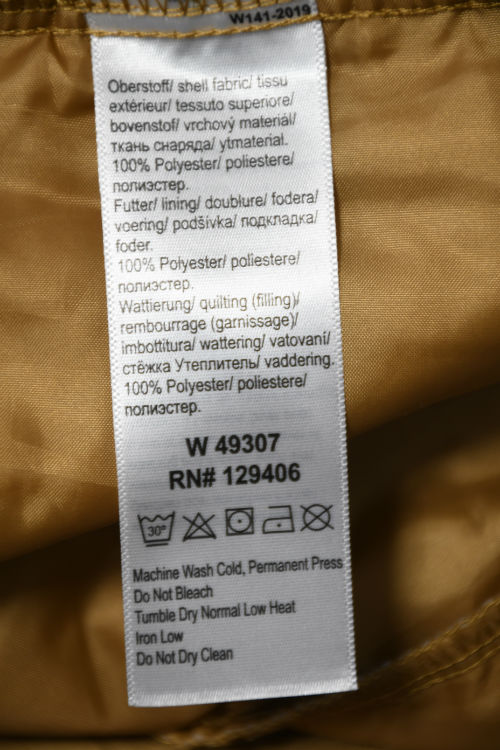 W141-2019
Oberstoff/ shell fabric/ tissu
extérieur/ tessuto superiore/
bovenstof/ vrchový materiál/
ткань снаряда/ ytmaterial.
100% Polyester/ poliestere/
полиэстер.
Futter/ lining/ doublure/ fodera/
voering/ podšívka/ подкладка/
foder.
100% Polyester/ poliestere/
полиэстер.
Wattierung/ quilting (filling)/
rembourrage (garnissage)/
imbottitura/ wattering/ vatovaní/
стёжка Утеплитель/ vaddering.
100% Polyester/ poliestere/
полиэстер.
W 49307
RN# 129406
30°
Machine Wash Cold, Permanent Press
Do Not Bleach
Tumble Dry Normal Low Heat
Iron Low
Do Not Dry Clean